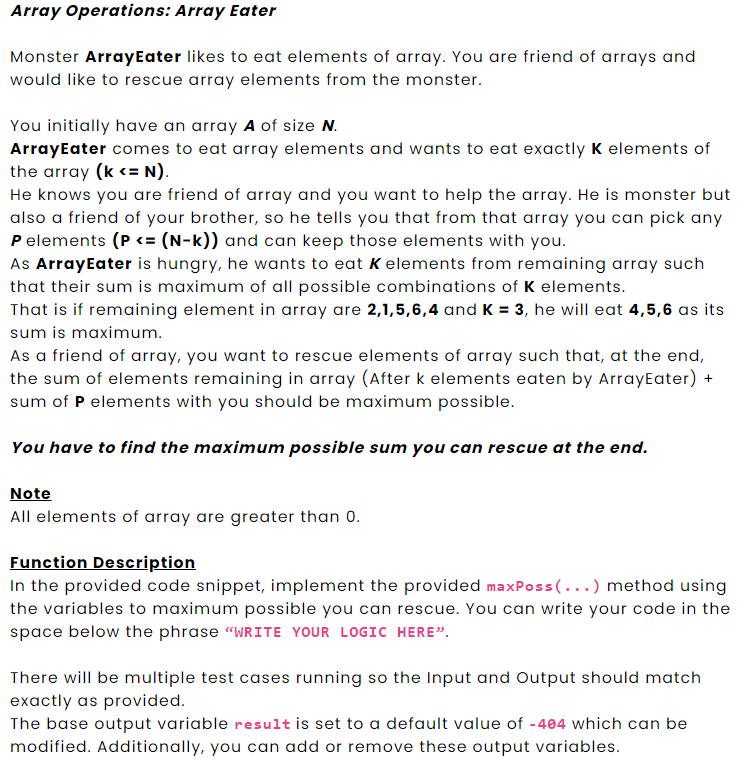 Array Operations: Array Eater
Monster ArrayEater likes to eat elements of array. You are friend of arrays and
would like to rescue array elements from the monster.
You initially have an array A of size N.
ArrayEater comes to eat array elements and wants to eat exactly K elements of
the array (k <= N).
He knows you are friend of array and you want to help the array. He is monster but
also a friend of your brother, so he tells you that from that array you can pick any
P elements (P <= (N-k)) and can keep those elements with you.
As ArrayEater is hungry, he wants to eat K elements from remaining array such
that their sum is maximum of all possible combinations of K elements.
That is if remaining element in array are 2,1,5,6,4 and K = 3, he will eat 4,5,6 as its
sum is maximum.
As a friend of array, you want to rescue elements of array such that, at the end,
the sum of elements remaining in array (After k elements eaten by ArrayEater) +
sum of P elements with you should be maximum possible.
You have to find the maximum possible sum you can rescue at the end.
Note
All elements of array are greater than 0.
Function Description
In the provided code snippet, implement the provided maxPoss(...) method using
the variables to maximum possible you can rescue. You can write your code in the
space below the phrase “WRITE YOUR LOGIC HERE”.
There will be multiple test cases running so the Input and Output should match
exactly as provided.
The base output variable result is set to a default value of -404 which can be
modified. Additionally, you can add or remove these output variables.